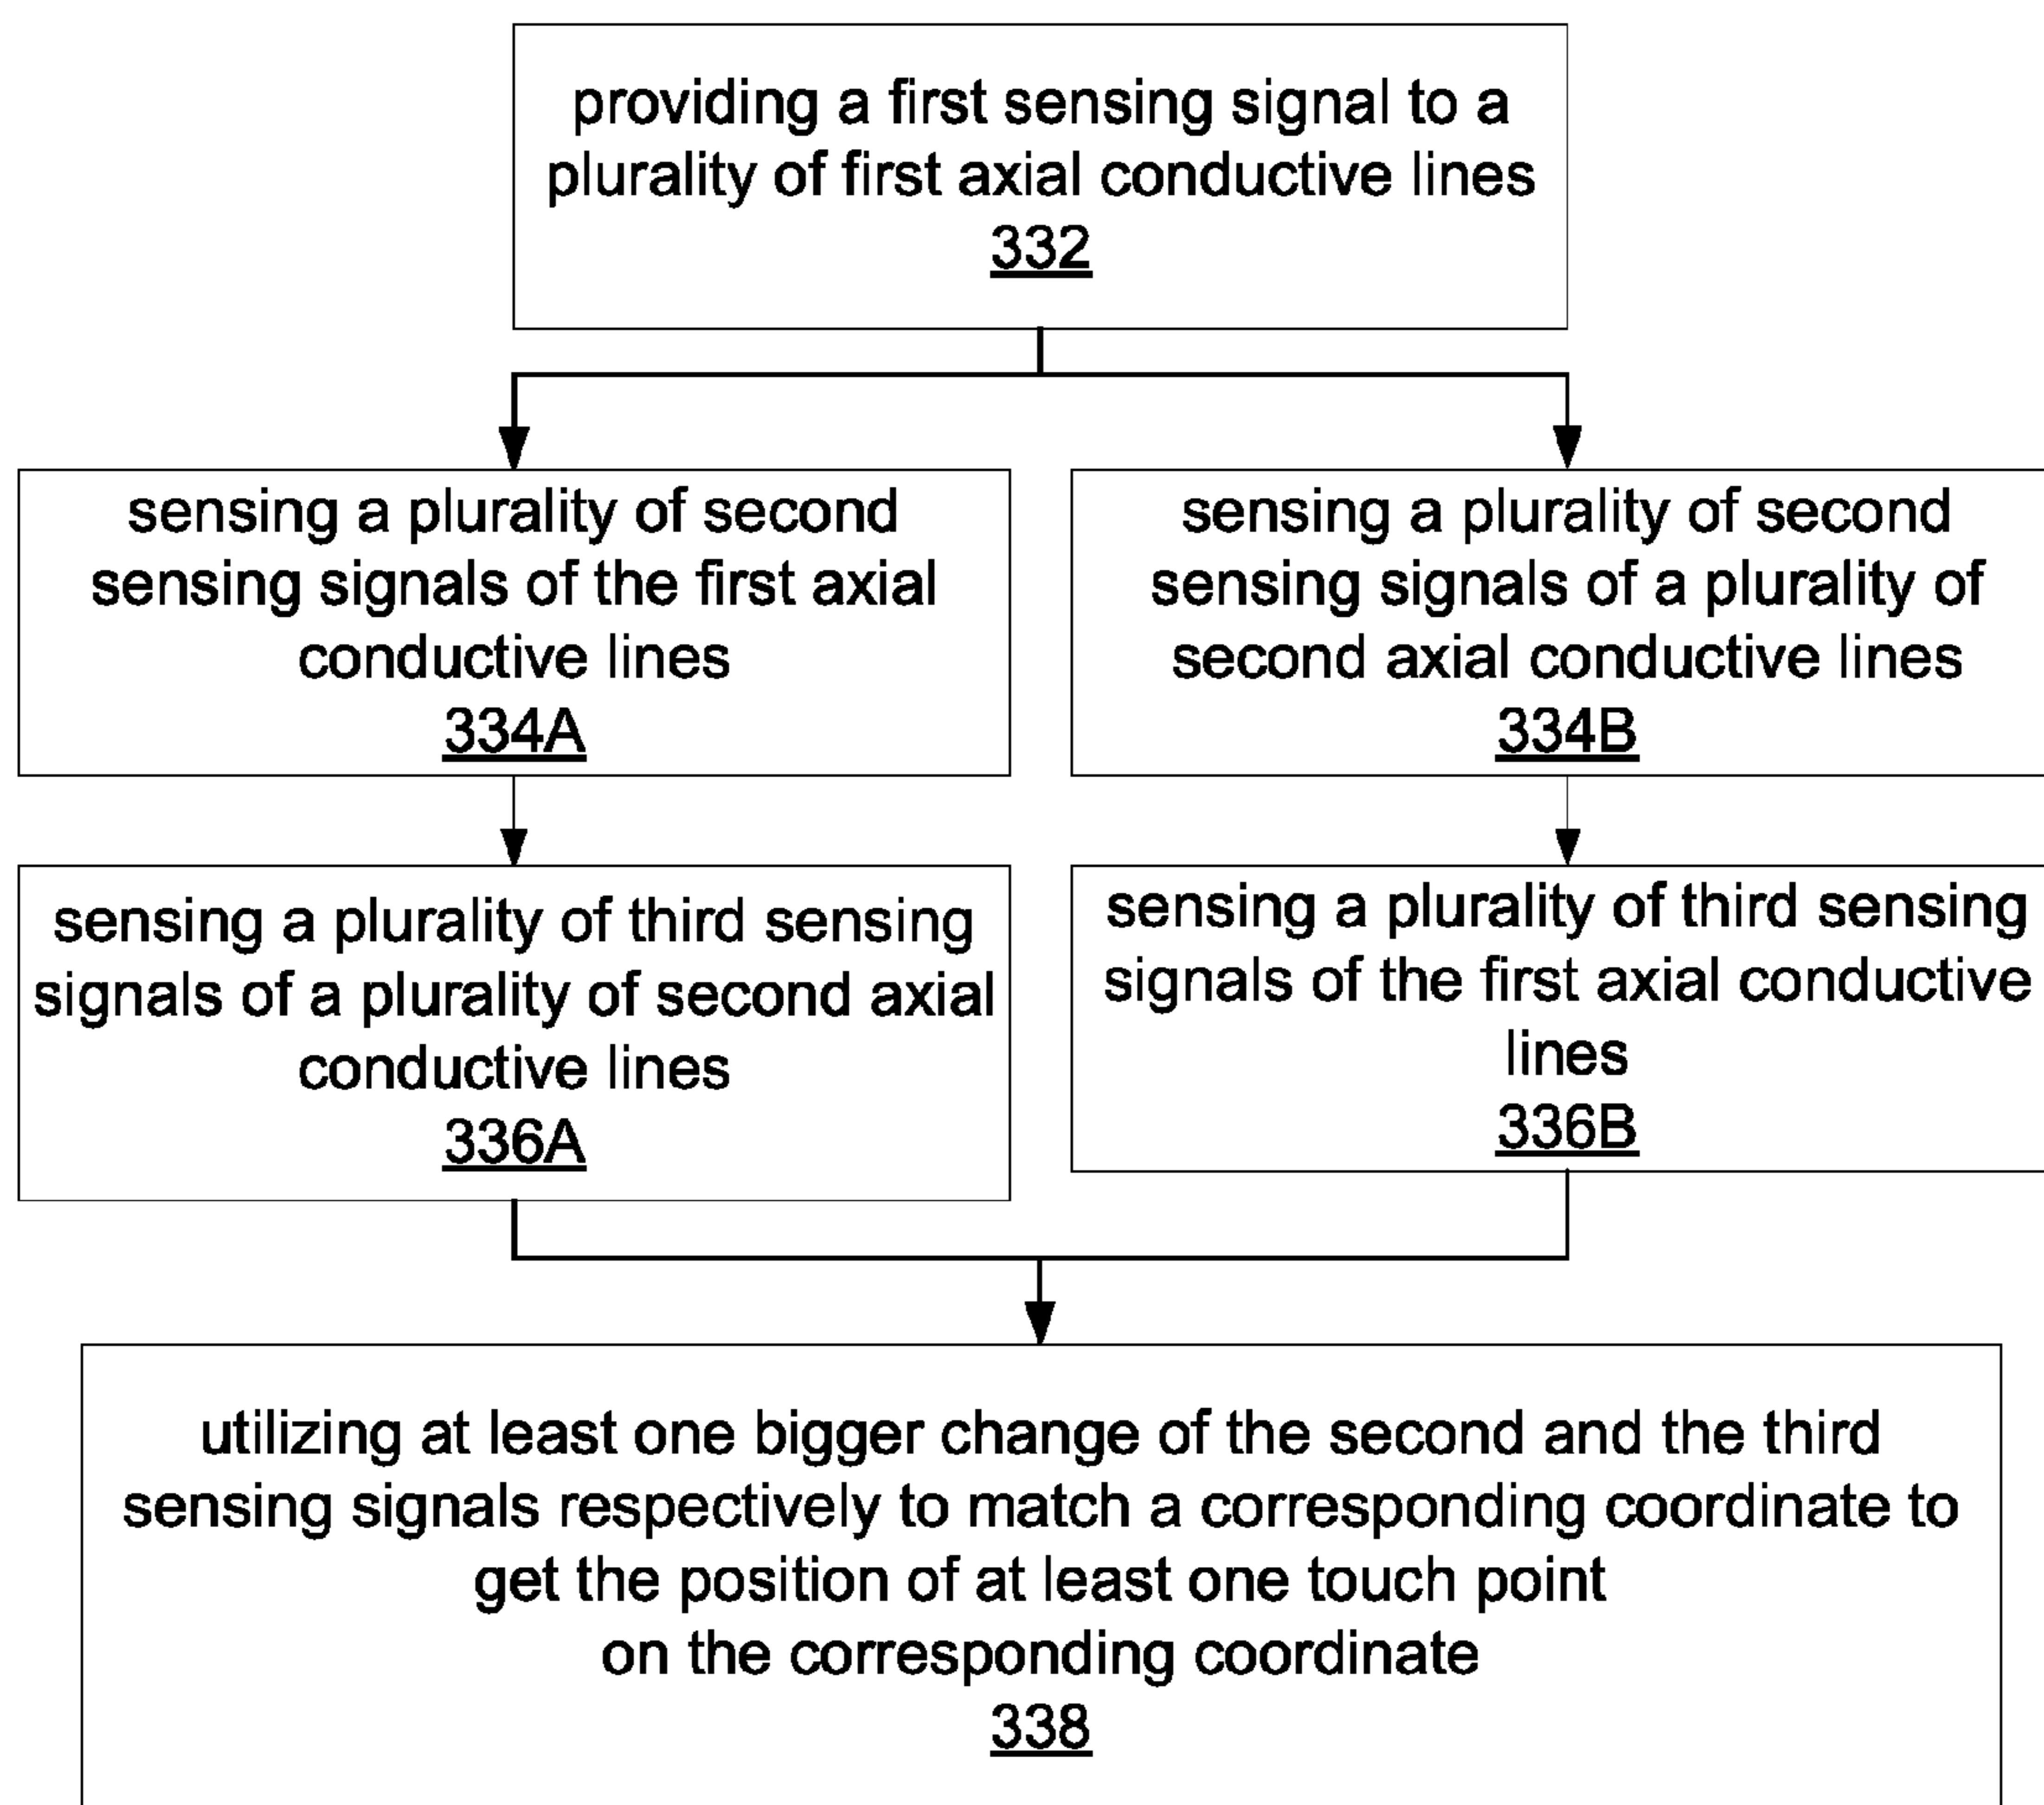 providing a first sensing signal to a
plurality of first axial conductive lines
332
sensing a plurality of second
sensing signals of the first axial
conductive lines
334A
sensing a plurality of second
sensing signals of a plurality of
second axial conductive lines
334B
sensing a plurality of third sensing
signals of a plurality of second axial
conductive lines
336A
sensing a plurality of third sensing
signals of the first axial conductive
lines
336B
utilizing at least one bigger change of the second and the third
sensing signals respectively to match a corresponding coordinate to
get the position of at least one touch point
on the corresponding coordinate
338